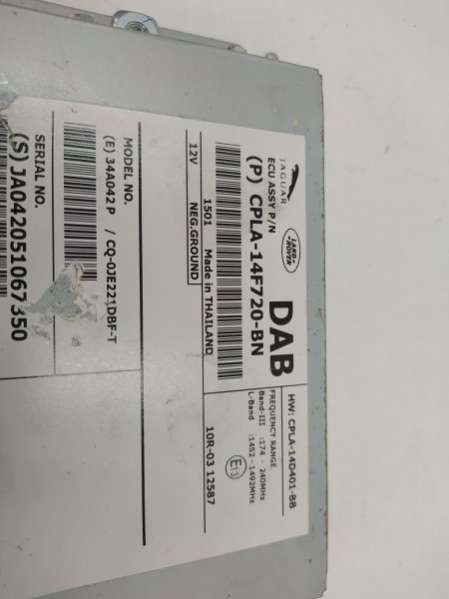 JAGUAR
LAND
ROVER
DAB
HW: CPLA-14D401-BB
ECU ASSY P/N
(P) CPLA-14F720-BN
FREQUENCY RANGE
Band-III :174 - 240MHz
L-Band :1452 - 1492MHz
1501 Made in THAILAND
12V NEG.GROUND
10R-03 12587
MODEL NO.
(E) 34A042P / CQ-JJE221DBF-T
SERIAL NO.
(S) JA042051067350